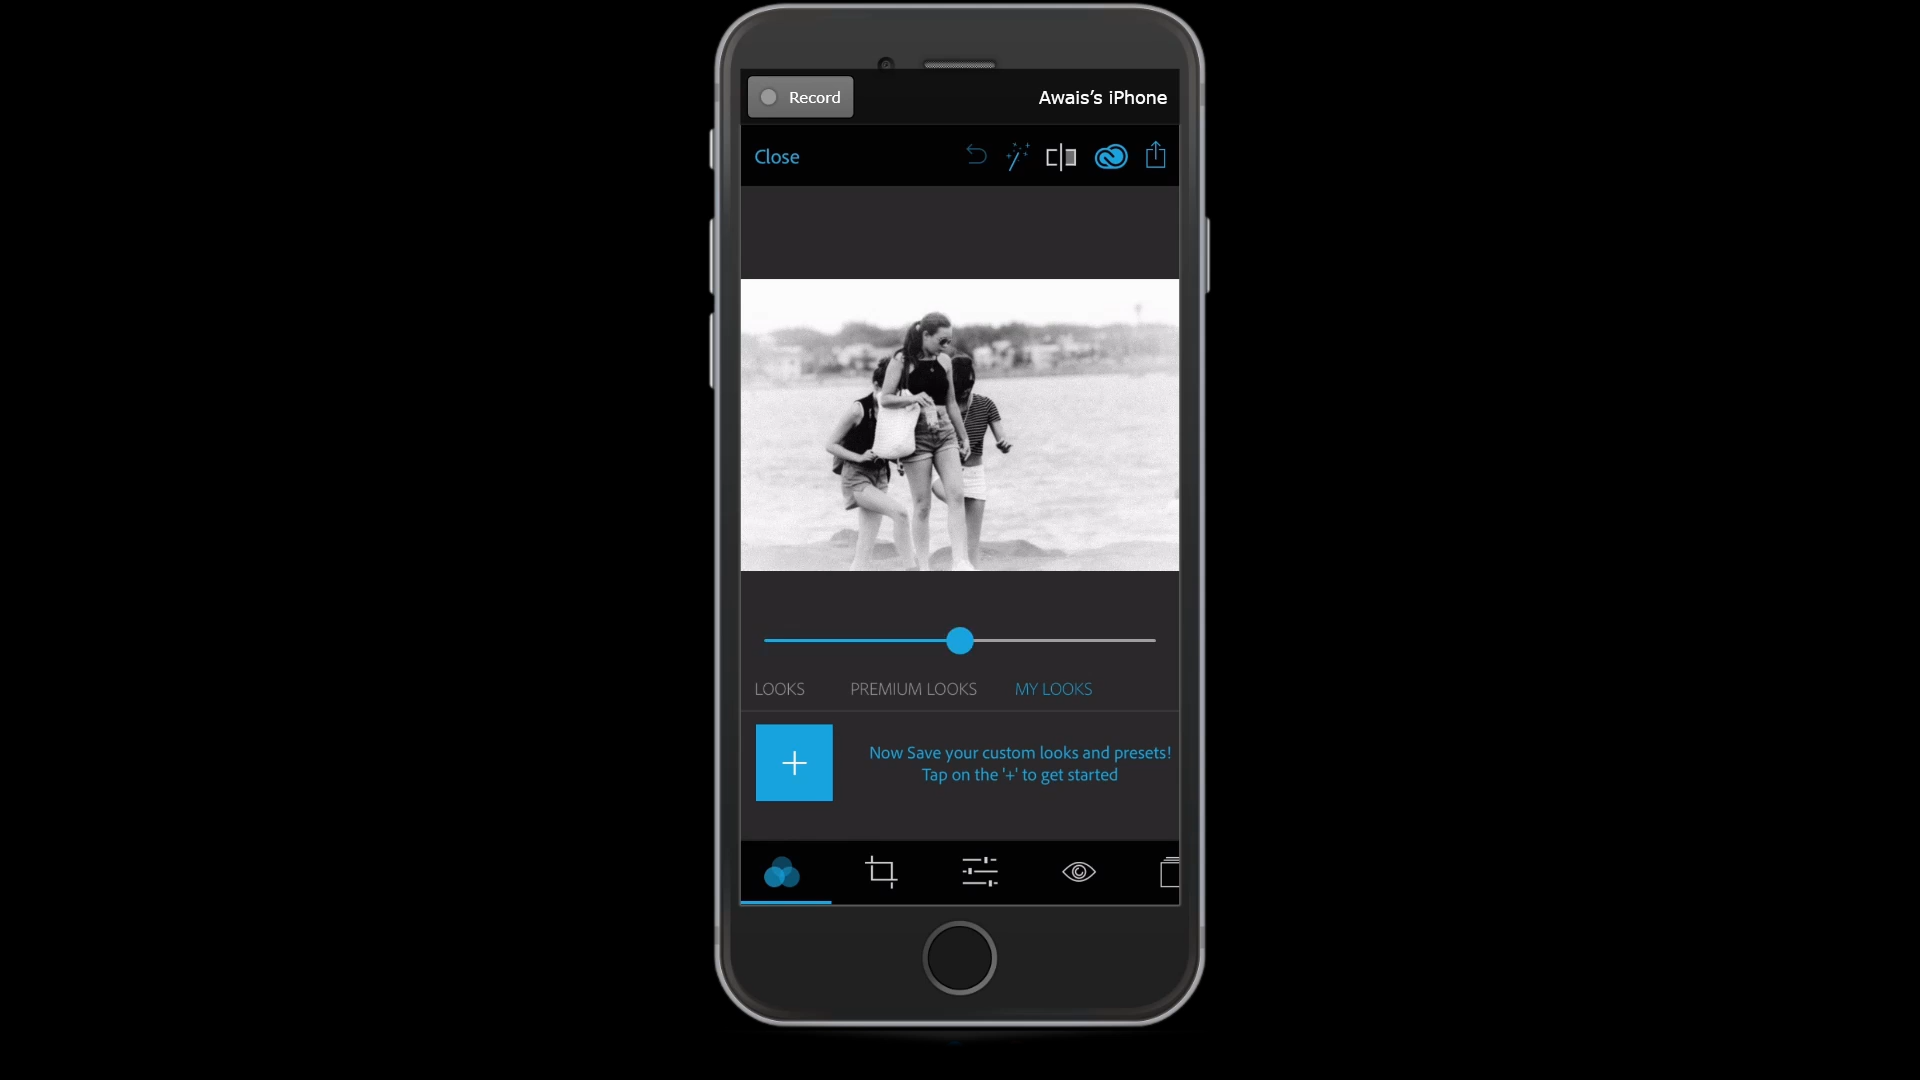 Record
Awais’s iPhone
Close
LOOKS
PREMIUM LOOKS
MY LOOKS
Now Save your custom looks and presets!
Tap on the '+' to get started